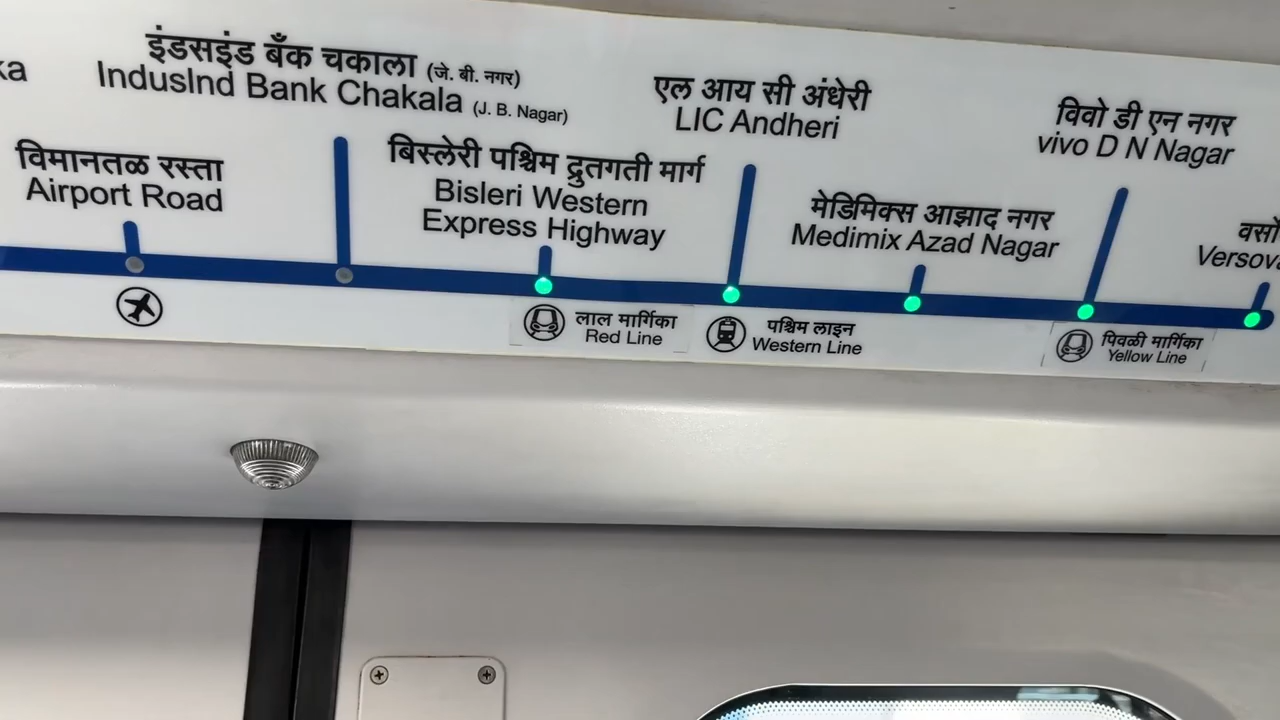 इंडसइंड बँक चकाला (जे. बी. नगर)
IndusInd Bank Chakala (J. B. Nagar)
एल आय सी अंधेरी
LIC Andheri
विवो डी एन नगर
vivo D N Nagar
विमानतळ रस्ता
Airport Road
बिस्लेरी पश्चिम द्रुतगती मार्ग
Bisleri Western
Express Highway
मेडिमिक्स आझाद नगर
Medimix Azad Nagar
लाल मार्गिका
Red Line
पश्चिम लाइन
Western Line
पिवळी मार्गिका
Yellow Line